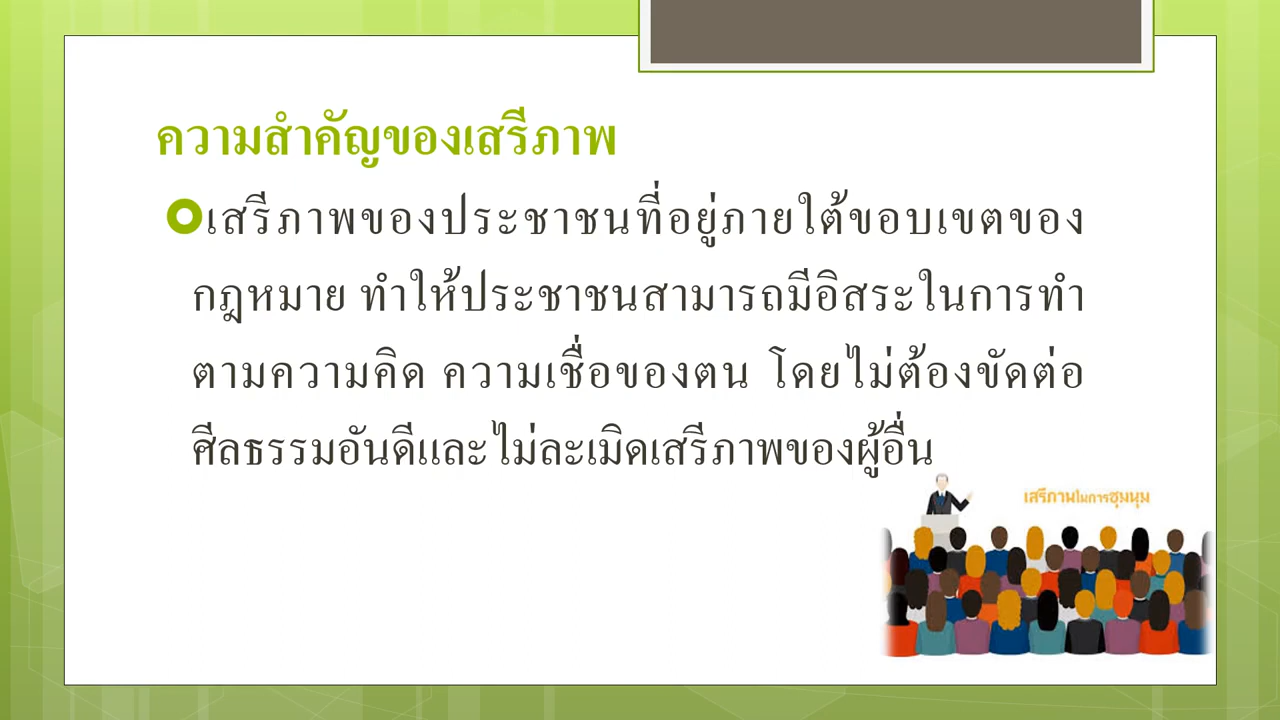 ความสำคัญของเสรีภาพ
เสรีภาพของประชาชนที่อยู่ภายใต้ขอบเขตของ
กฎหมาย ทำให้ประชาชนสามารถมีอิสระในการทำ
ตามความคิด ความเชื่อของตน โดยไม่ต้องขัดต่อ
ศีลธรรมอันดีและไม่ละเมิดเสรีภาพของผู้อื่น
เสรีภาพในการชุมนุม